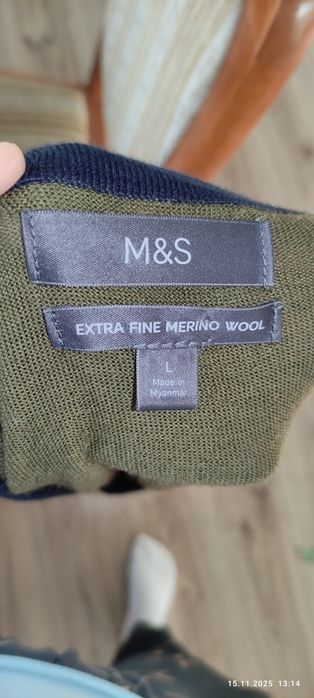 M&S
EXTRA FINE MERINO WOOL
L
Made in
Myanmar
15.11.2025 13:14